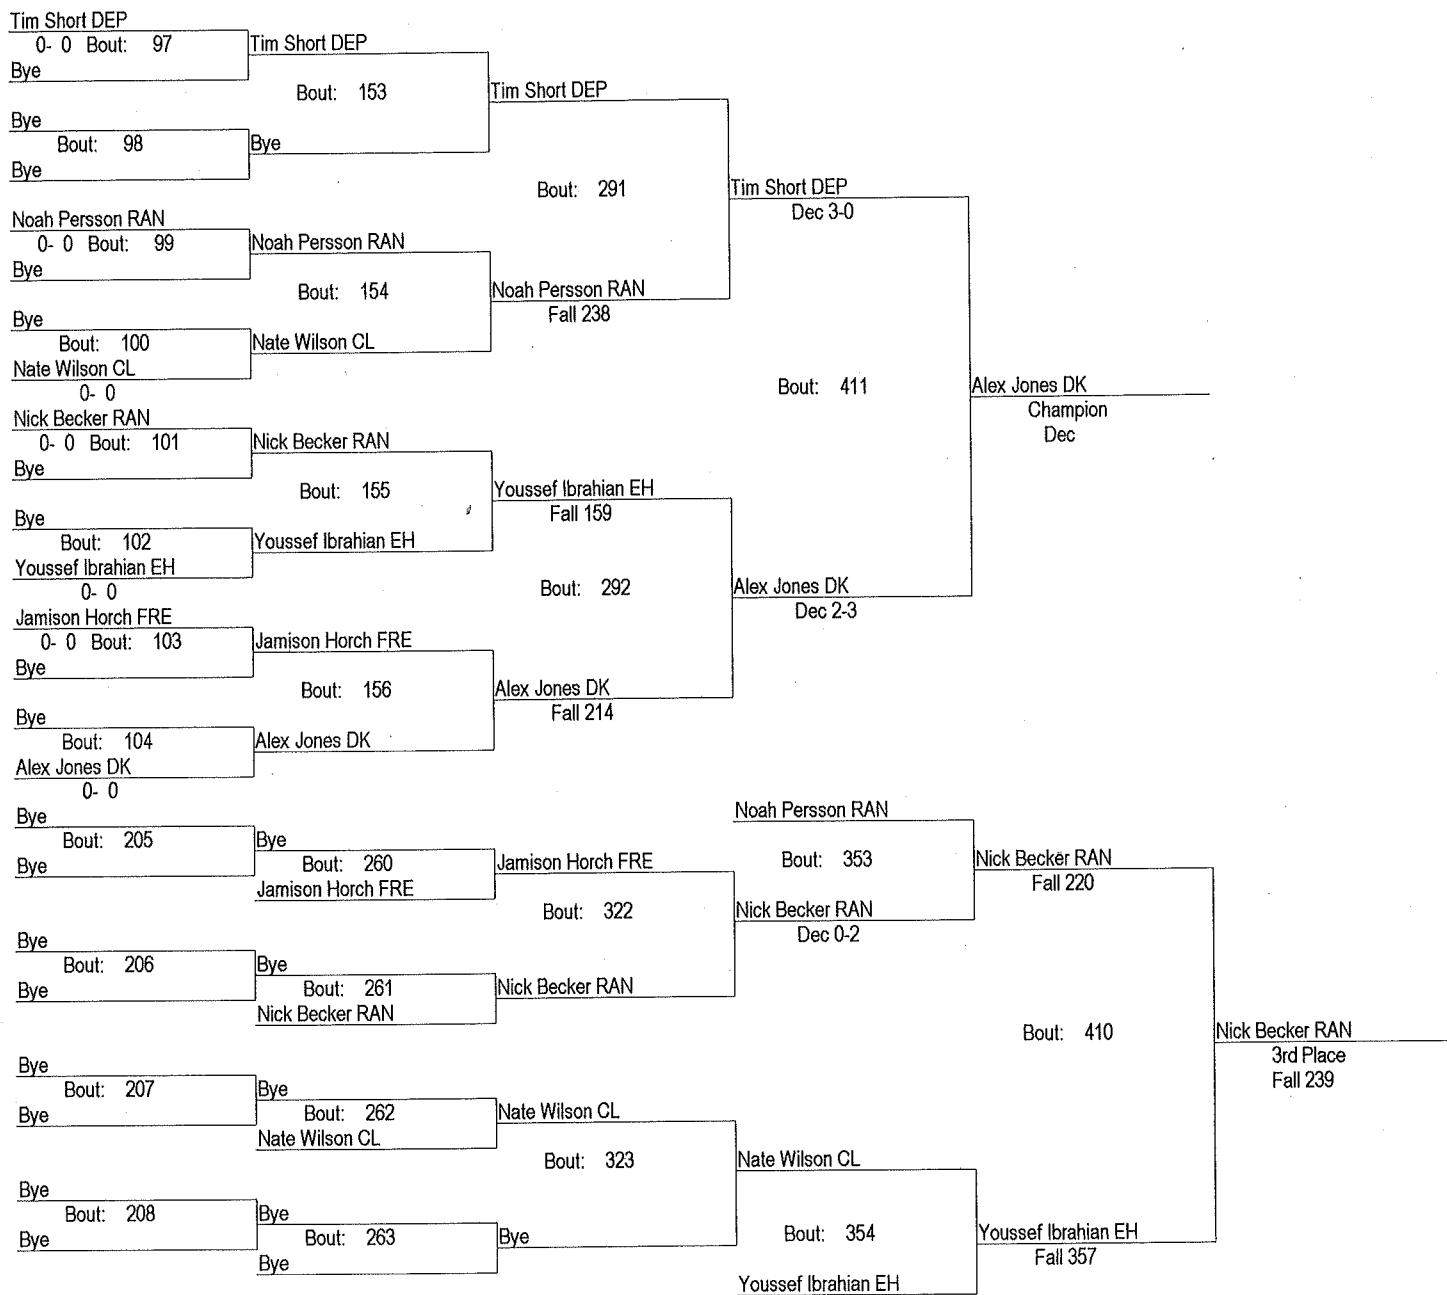 Tim Short DEP
0- 0 Bout: 97
Bye
Tim Short DEP
Bout: 153
Tim Short DEP
Bye
Bout: 98
Bye
Bye
Bout: 291
Tim Short DEP
Dec 3-0
Noah Persson RAN
0- 0 Bout: 99
Bye
Noah Persson RAN
Bout: 154
Noah Persson RAN
Fall 238
Bye
Bout: 100
Nate Wilson CL
0- 0
Nate Wilson CL
Bout: 411
Alex Jones DK
Champion
Dec
Nick Becker RAN
0- 0 Bout: 101
Bye
Nick Becker RAN
Bout: 155
Youssef Ibrahian EH
Fall 159
Bye
Bout: 102
Youssef Ibrahian EH
0- 0
Youssef Ibrahian EH
Bout: 292
Alex Jones DK
Dec 2-3
Jamison Horch FRE
0- 0 Bout: 103
Bye
Jamison Horch FRE
Bout: 156
Alex Jones DK
Fall 214
Bye
Bout: 104
Alex Jones DK
0- 0
Alex Jones DK
Bye
Bout: 205
Bye
Bye
Bout: 260
Jamison Horch FRE
Jamison Horch FRE
Bout: 322
Noah Persson RAN
Bout: 353
Nick Becker RAN
Dec 0-2
Nick Becker RAN
Fall 220
Bye
Bout: 206
Bye
Bye
Bout: 261
Nick Becker RAN
Nick Becker RAN
Bout: 410
Nick Becker RAN
3rd Place
Fall 239
Bye
Bout: 207
Bye
Bye
Bout: 262
Nate Wilson CL
Nate Wilson CL
Bout: 323
Nate Wilson CL
Bye
Bout: 208
Bye
Bye
Bout: 263
Bye
Bye
Bout: 354
Youssef Ibrahian EH
Youssef Ibrahian EH
Fall 357